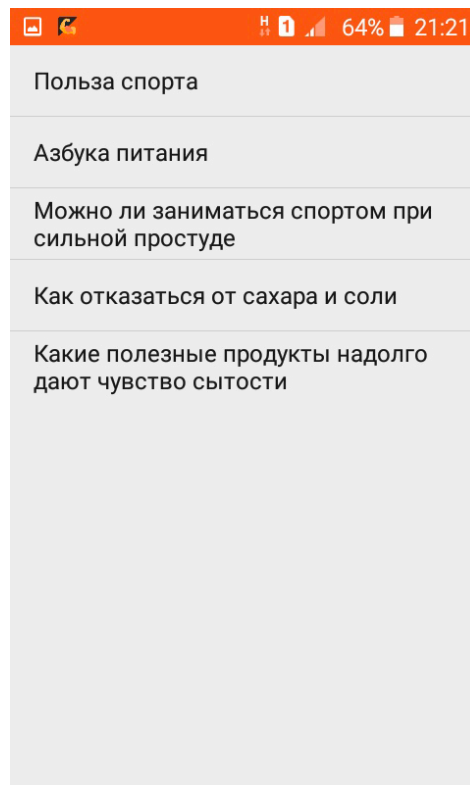 H 1 64% 21:21
Польза спорта
Азбука питания
Можно ли заниматься спортом при
сильной простуде
Как отказаться от сахара и соли
Какие полезные продукты надолго
дают чувство сытости